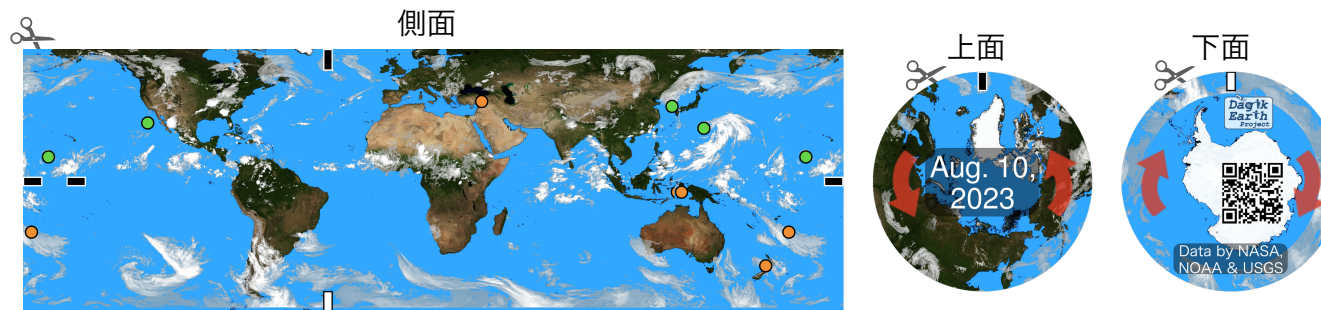 側面
上面
下面
Aug. 10,
2023
Dagik
Earth
Project
Data by NASA,
NOAA & USGS